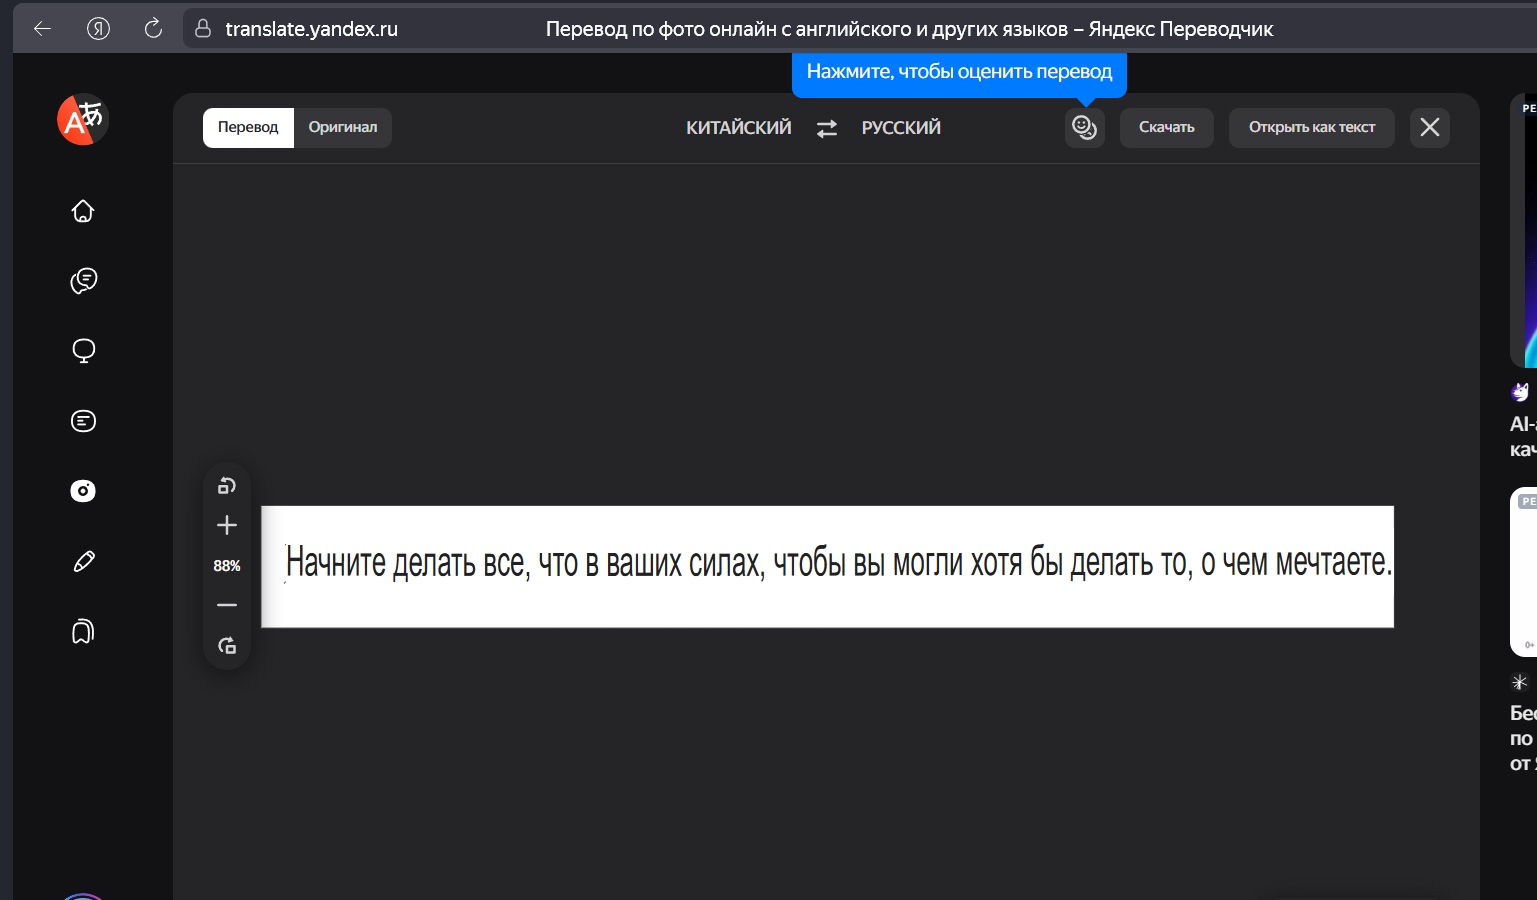 translate.yandex.ru
Перевод по фото онлайн с английского и других языков – Яндекс Переводчик
Нажмите, чтобы оценить перевод
Перевод
Оригинал
КИТАЙСКИЙ
РУССКИЙ
Скачать
Открыть как текст
88%
Начните делать все, что в ваших силах, чтобы вы могли хотя бы делать то, о чем мечтаете.
AI-
0+
по
от